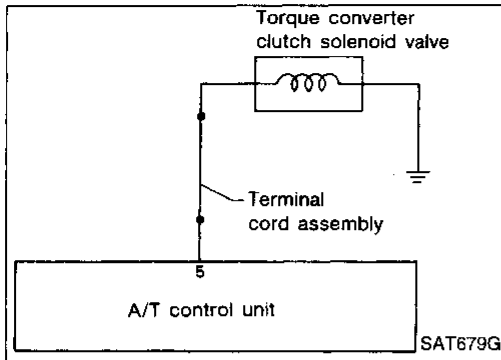 Torque converter
clutch solenoid valve
Terminal
cord assembly
5
A/T control unit
SAT679G